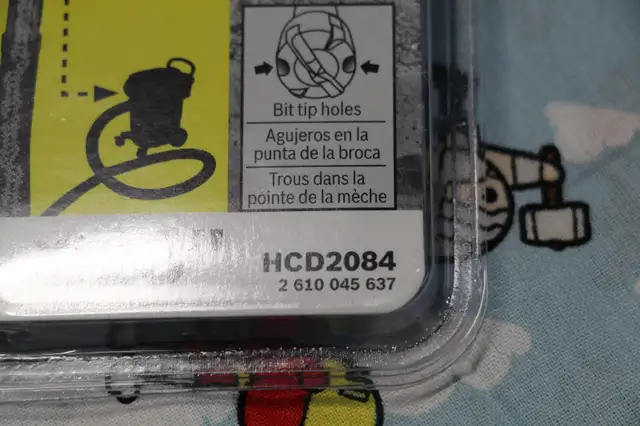 Bit tip holes
Agujeros en la
punta de la broca
Trous dans la
pointe de la mèche
HCD2084
2 610 045 637